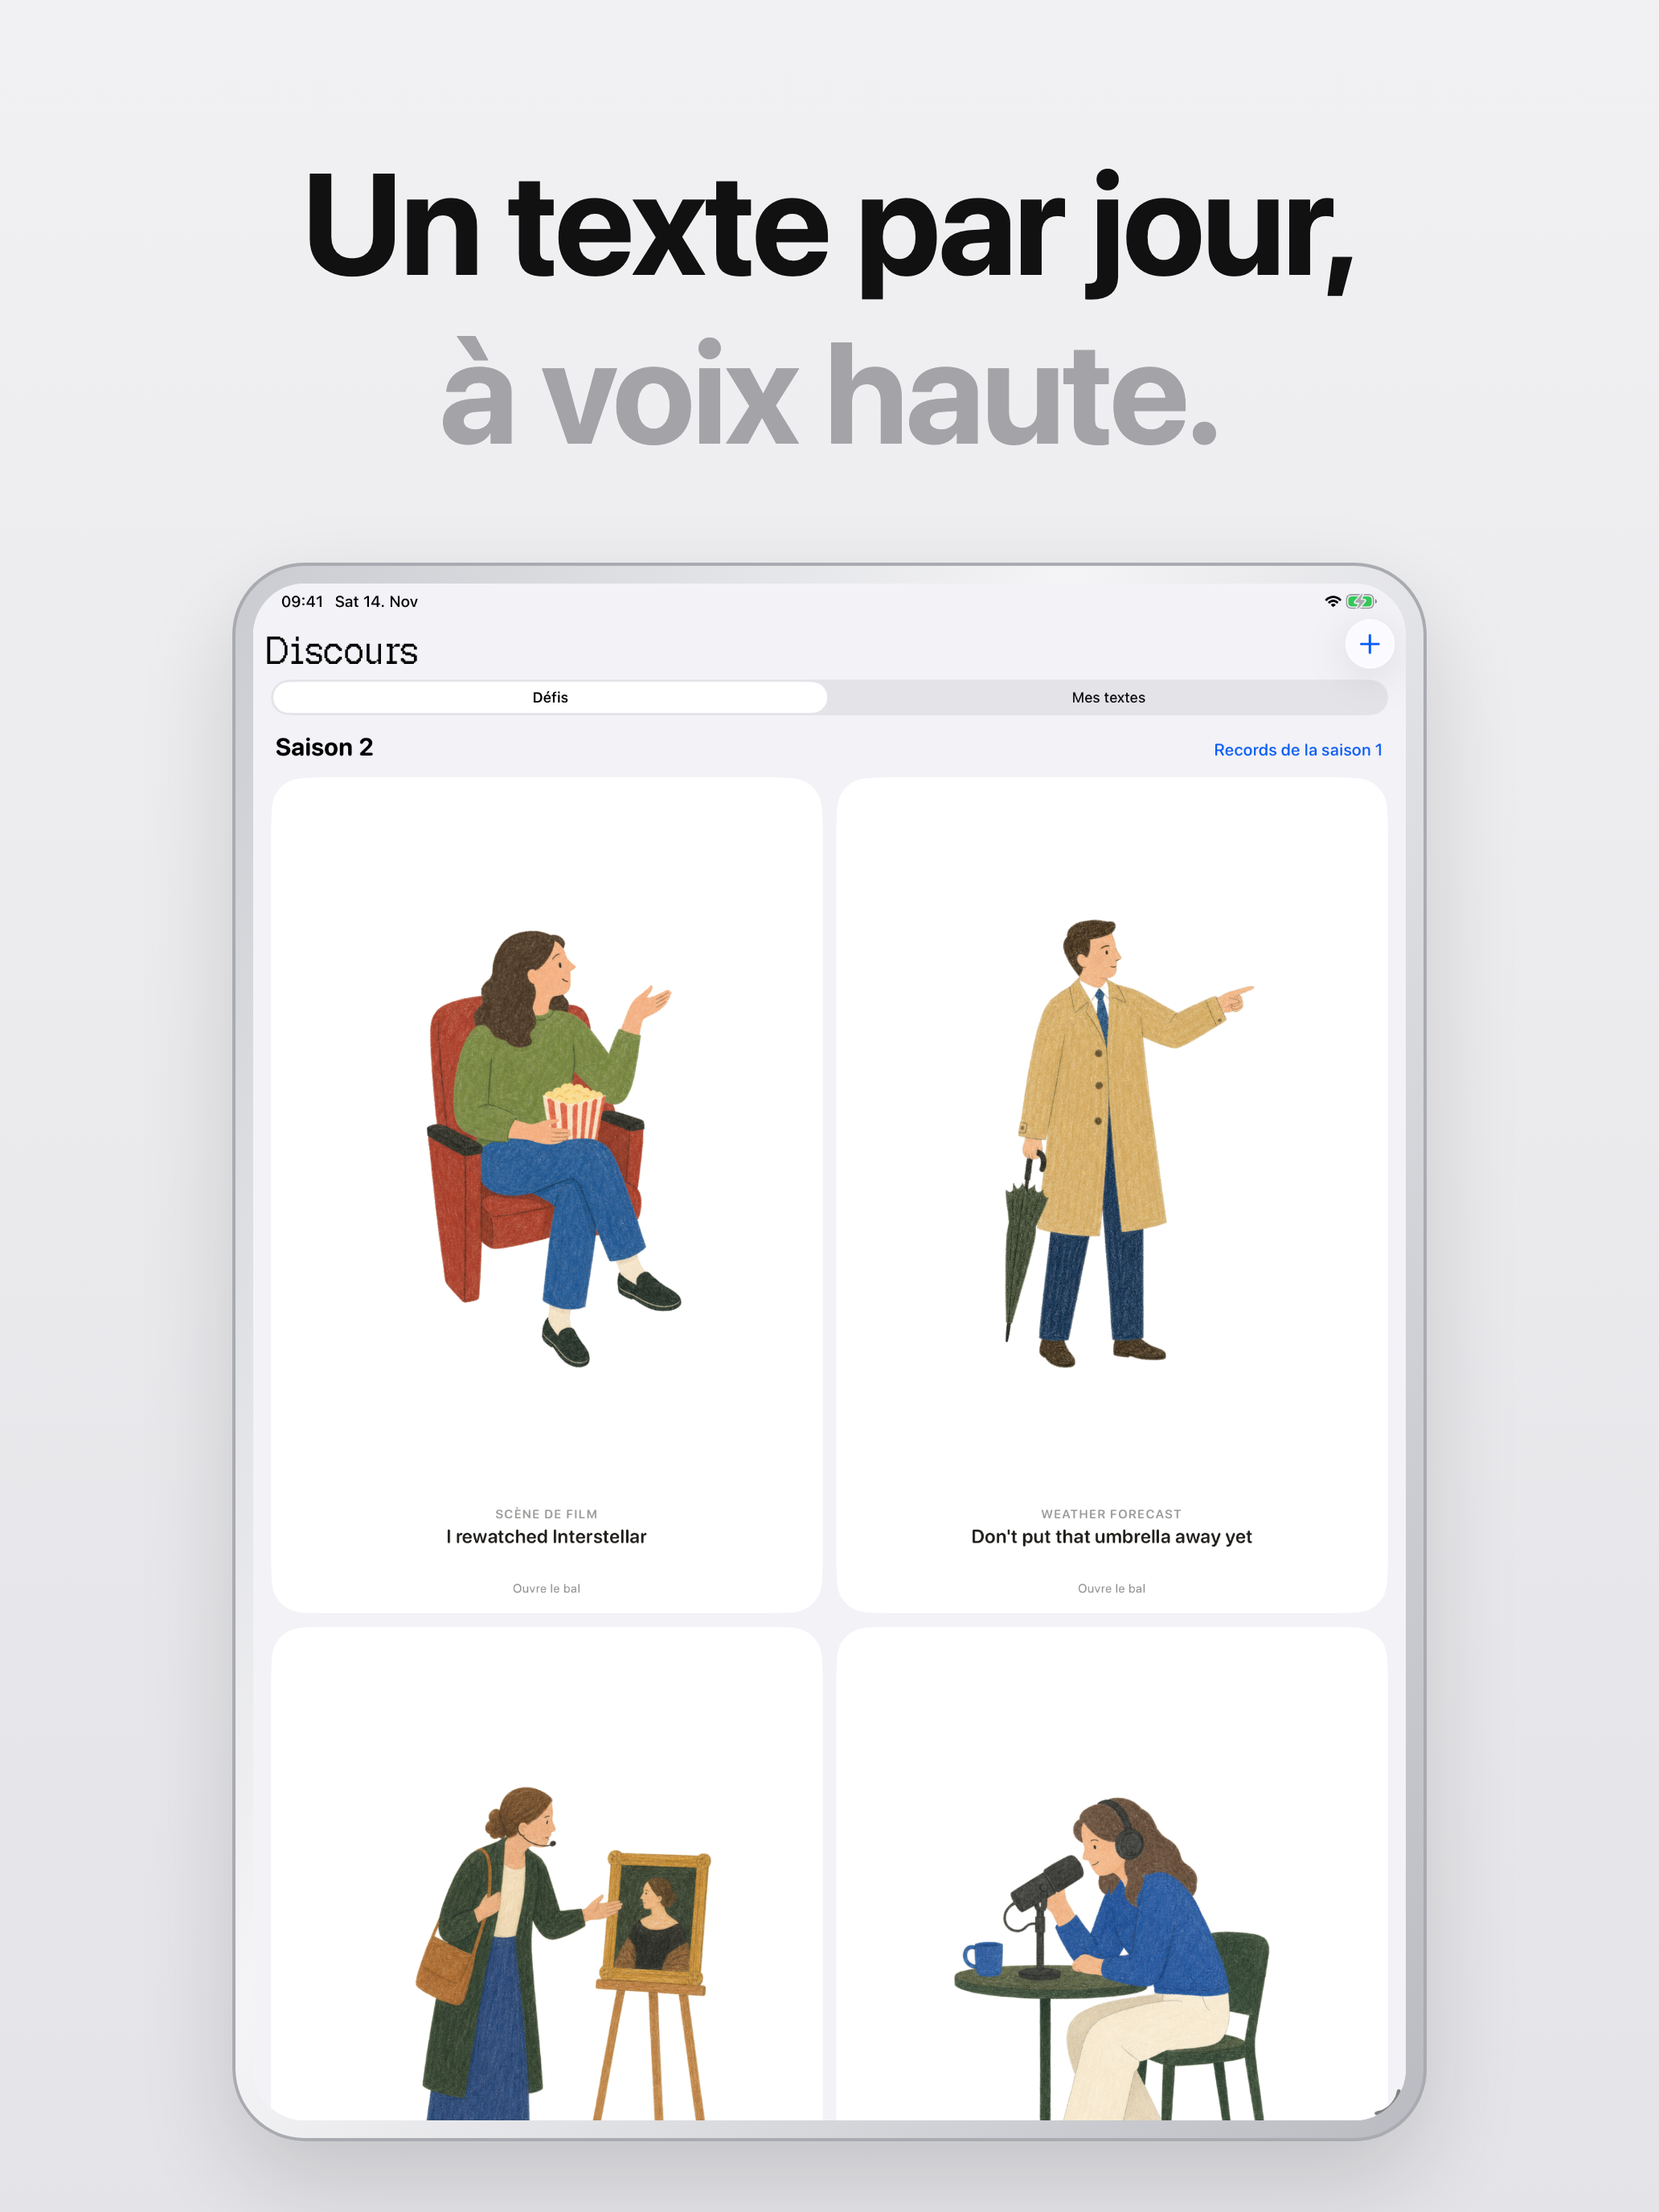 Un texte par jour,
à voix haute.
09:41 Sat 14. Nov
Discours
Défis
Mes textes
Saison 2
Records de la saison 1
SCÈNE DE FILM
I rewatched Interstellar
Ouvre le bal
WEATHER FORECAST
Don't put that umbrella away yet
Ouvre le bal